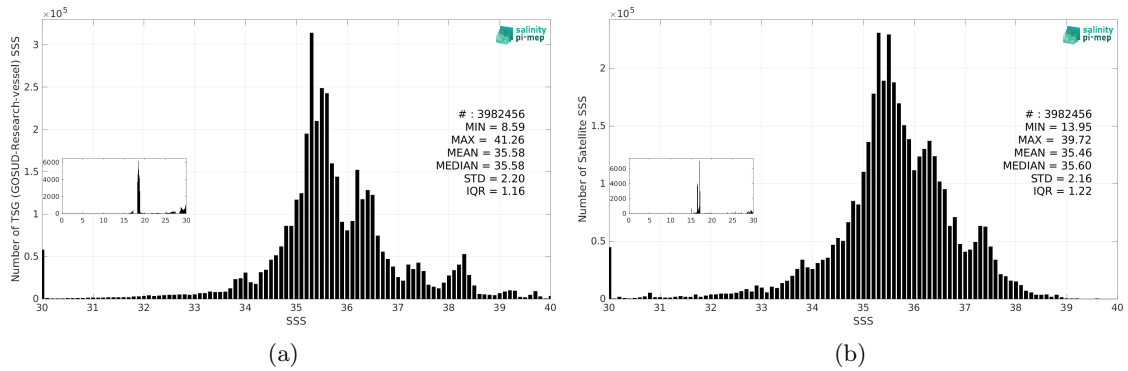 ×10^5
salinity
pi-mep
Number of TSG (GOSUD-Research-vessel) SSS
3
2.5
2
1.5
1
0.5
0
# : 3982456
MIN = 8.59
MAX = 41.26
MEAN = 35.58
MEDIAN = 35.58
STD = 2.20
IQR = 1.16
6000
4000
2000
0
0 5 10 15 20 25 30
30 31 32 33 34 35 36 37 38 39 40
SSS
(a)
×10^5
salinity
pi-mep
Number of Satellite SSS
2
1.5
1
0.5
0
# : 3982456
MIN = 13.95
MAX = 39.72
MEAN = 35.46
MEDIAN = 35.60
STD = 2.16
IQR = 1.22
6000
4000
2000
0
0 5 10 15 20 25 30
30 31 32 33 34 35 36 37 38 39 40
SSS
(b)